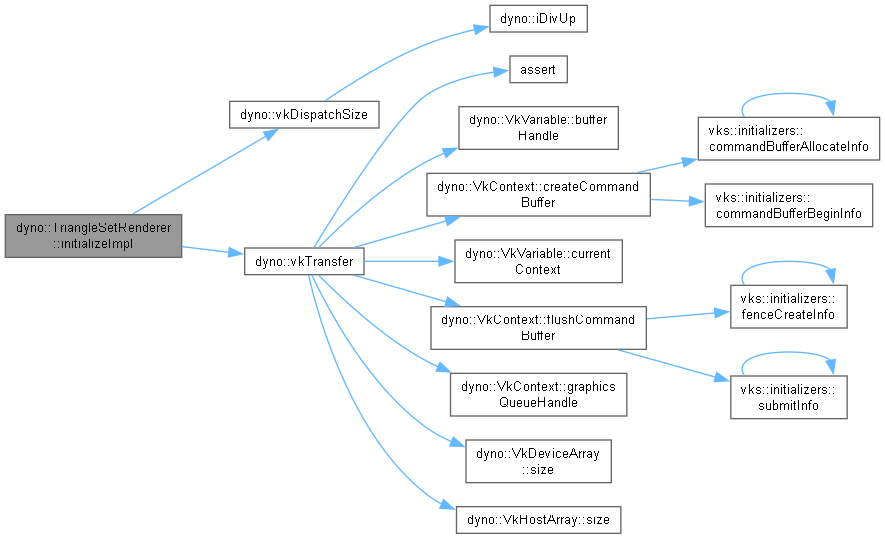 dyno::iDivUp
assert
dyno::vkDispatchSize
dyno::VkVariable::buffer
Handle
vks::initializers::
commandBufferAllocateInfo
dyno::VkContext::createCommand
Buffer
vks::initializers::
commandBufferBeginInfo
dyno::TriangleSetRenderer
::initializeImpl
dyno::vkTransfer
dyno::VkVariable::current
Context
vks::initializers::
fenceCreateInfo
dyno::VkContext::flushCommand
Buffer
dyno::VkContext::graphics
QueueHandle
vks::initializers::
submitInfo
dyno::VkDeviceArray
::size
dyno::VkHostArray::size